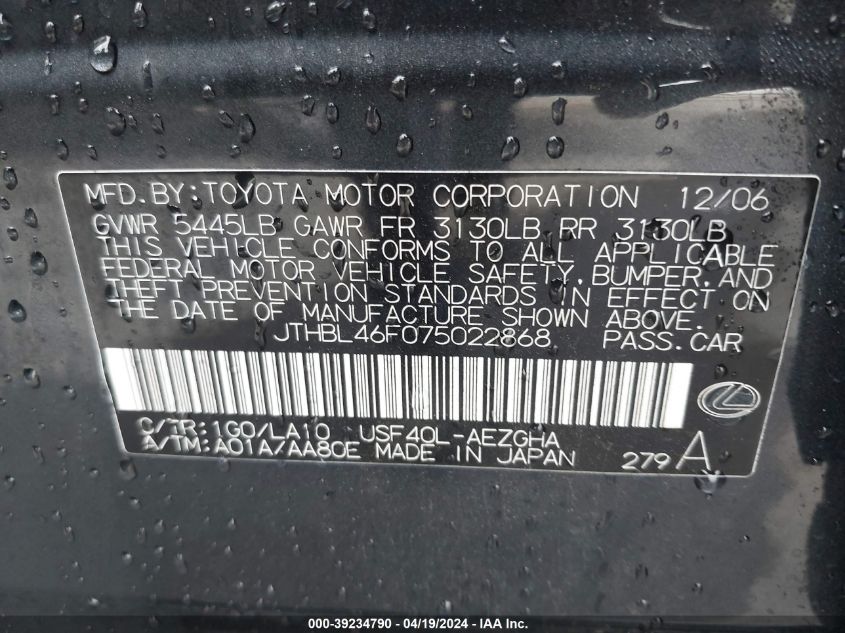 MFD.BY:TOYOTA MOTOR CORPORATION 12/06
GVWR 5445LB GAWR FR 3130LB RR 3130LB
THIS VEHICLE CONFORMS TO ALL APPLICABLE
FEDERAL MOTOR VEHICLE SAFETY,BUMPER,AND
THEFT PREVENTION STANDARDS IN EFFECT ON
THE DATE OF MANUFACTURE SHOWN ABOVE.
JTHBL46F075022868 PASS.CAR
C/TR:1G0/LA10 USF40L-AEZGHA
A/TM:A01A/AA80E MADE IN JAPAN 279A
000-39234790 - 04/19/2024 - IAA Inc.